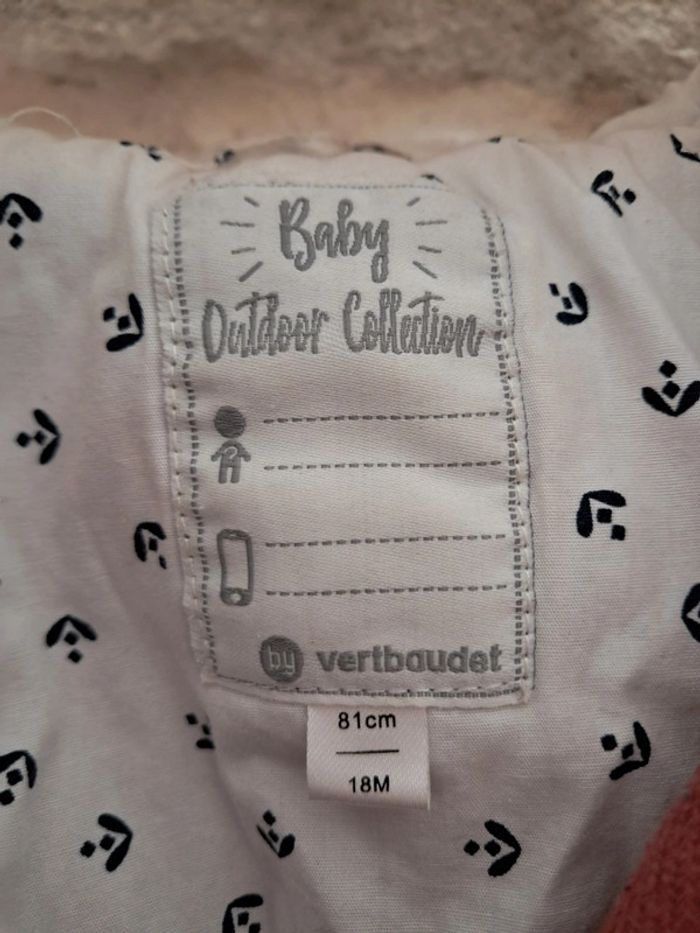 Baby
Outdoor Collection
by vertbaudet
81cm
18M